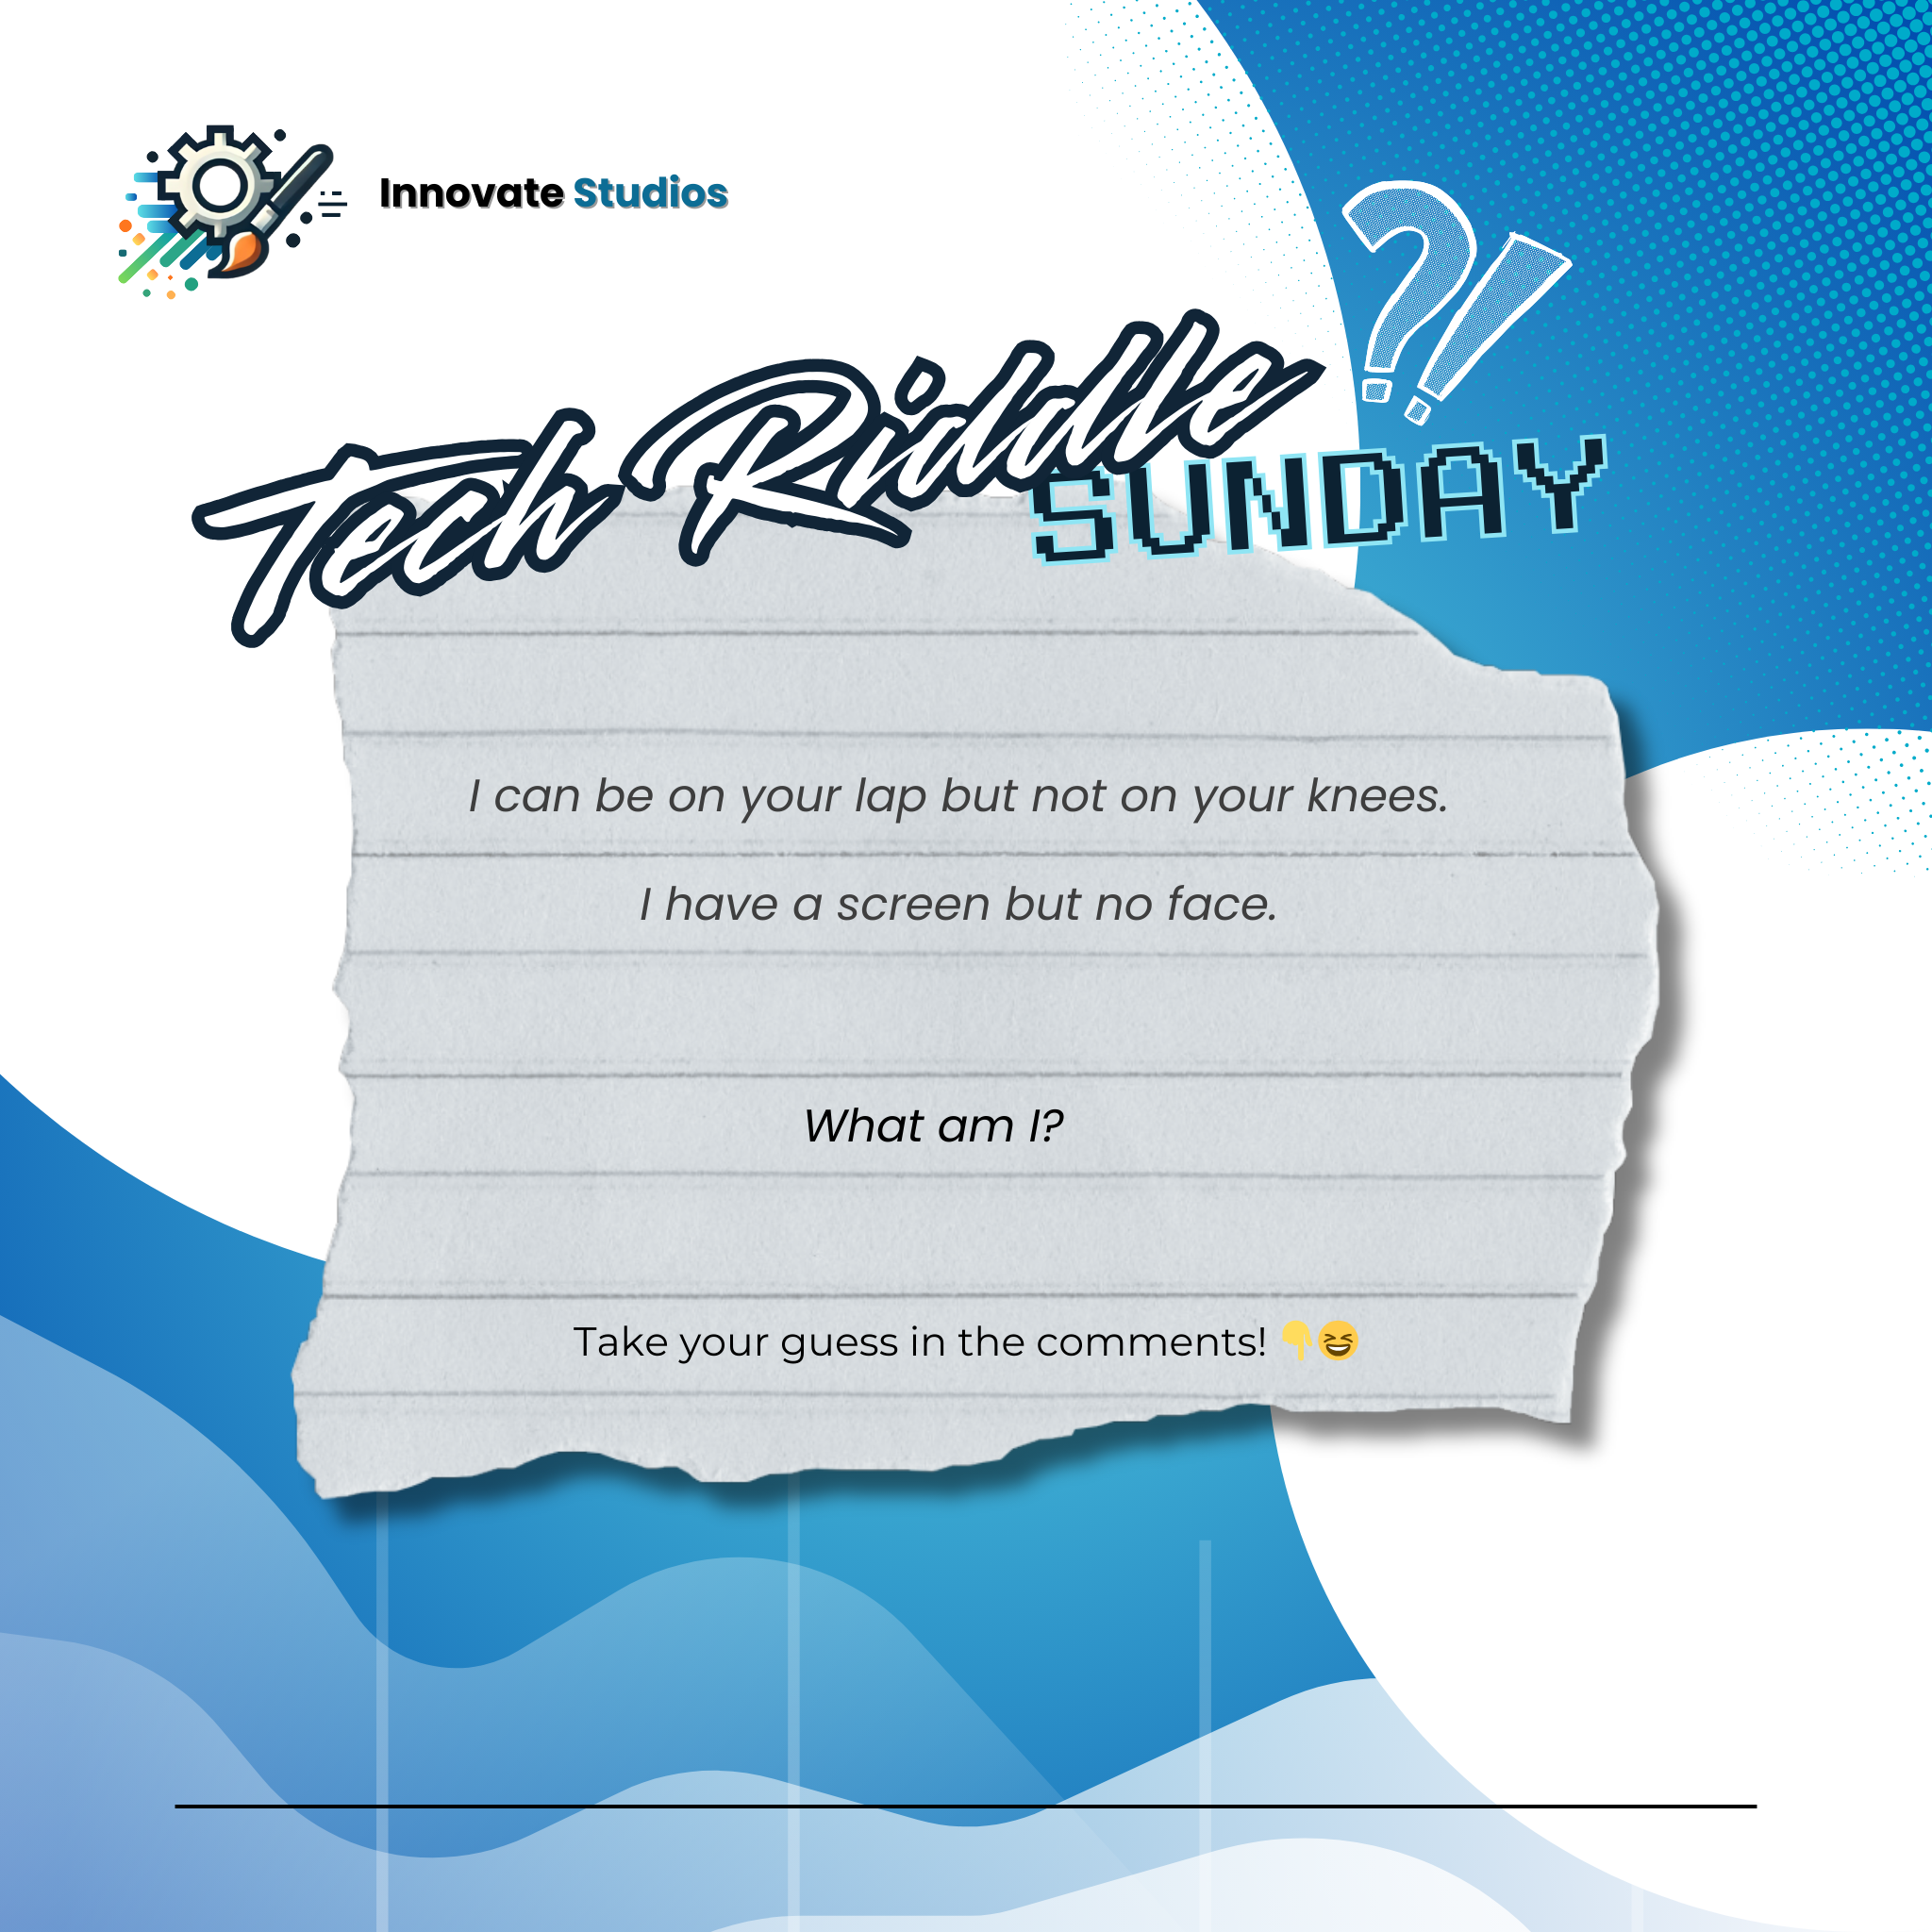 Innovate Studios
Tech Riddle
SUNDAY
?!
I can be on your lap but not on your knees.
I have a screen but no face.
What am I?
Take your guess in the comments! 👇😆